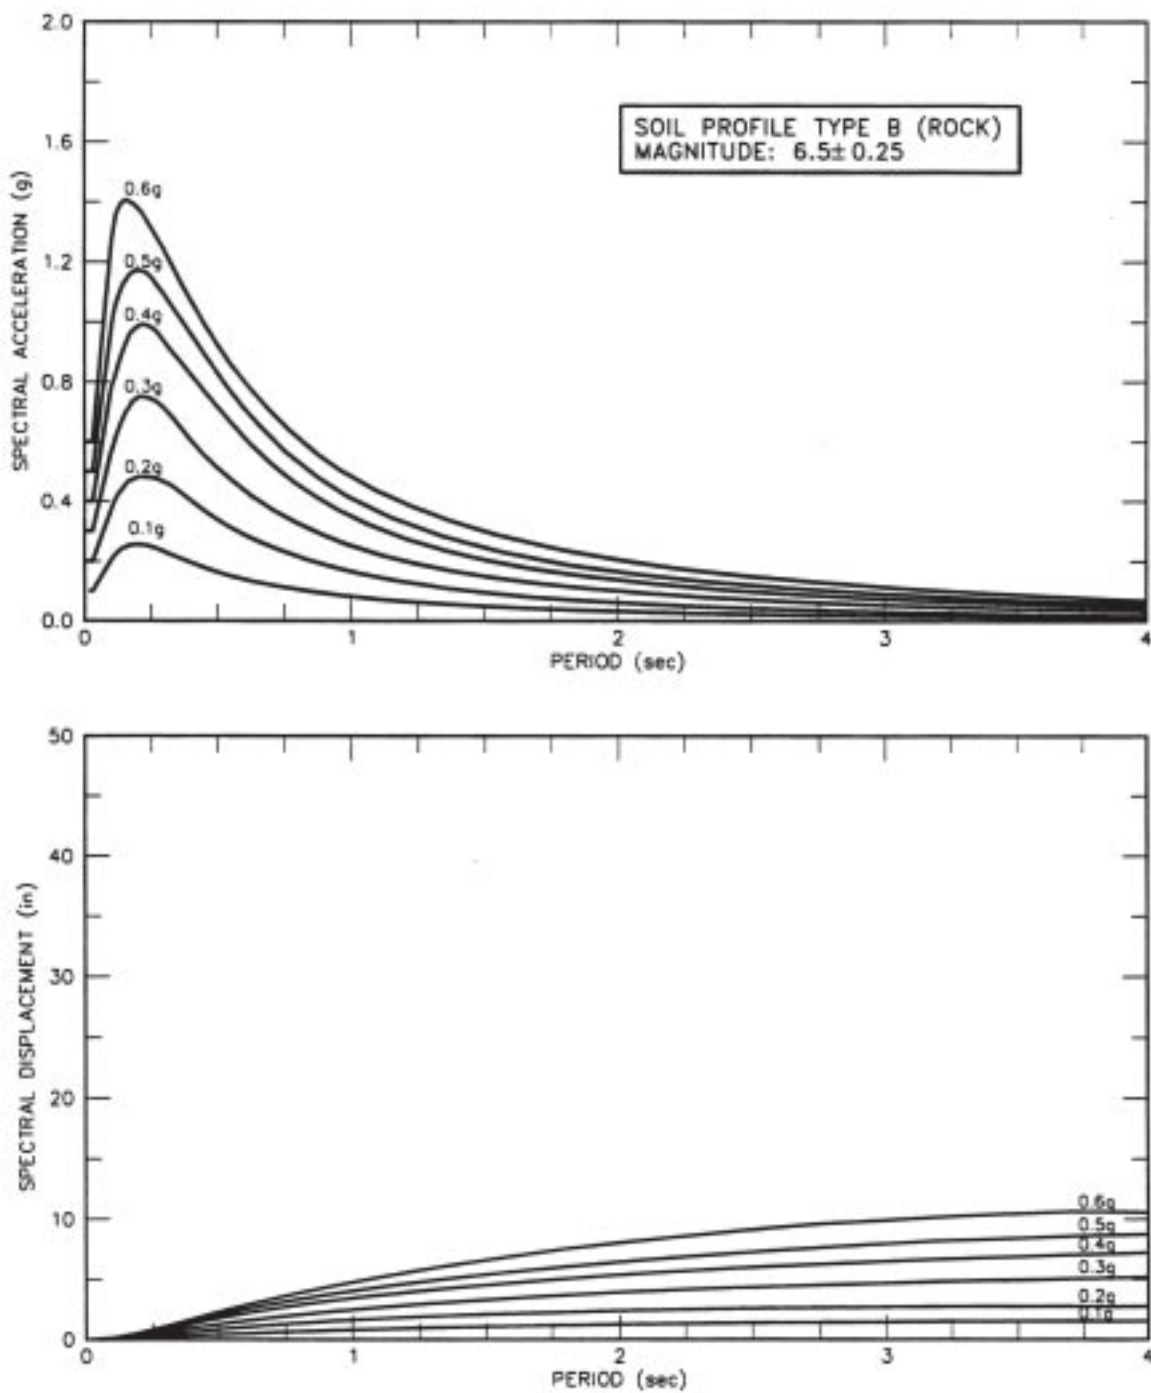 2.0
1.6
1.2
0.8
0.4
0.0
SPECTRAL ACCELERATION (g)
SOIL PROFILE TYPE B (ROCK)
MAGNITUDE: 6.5±0.25
0.6g
0.5g
0.4g
0.3g
0.2g
0.1g
0
1
2
3
4
PERIOD (sec)
50
40
30
20
10
0
SPECTRAL DISPLACEMENT (in)
0.6g
0.5g
0.4g
0.3g
0.2g
0.1g
0
1
2
3
4
PERIOD (sec)